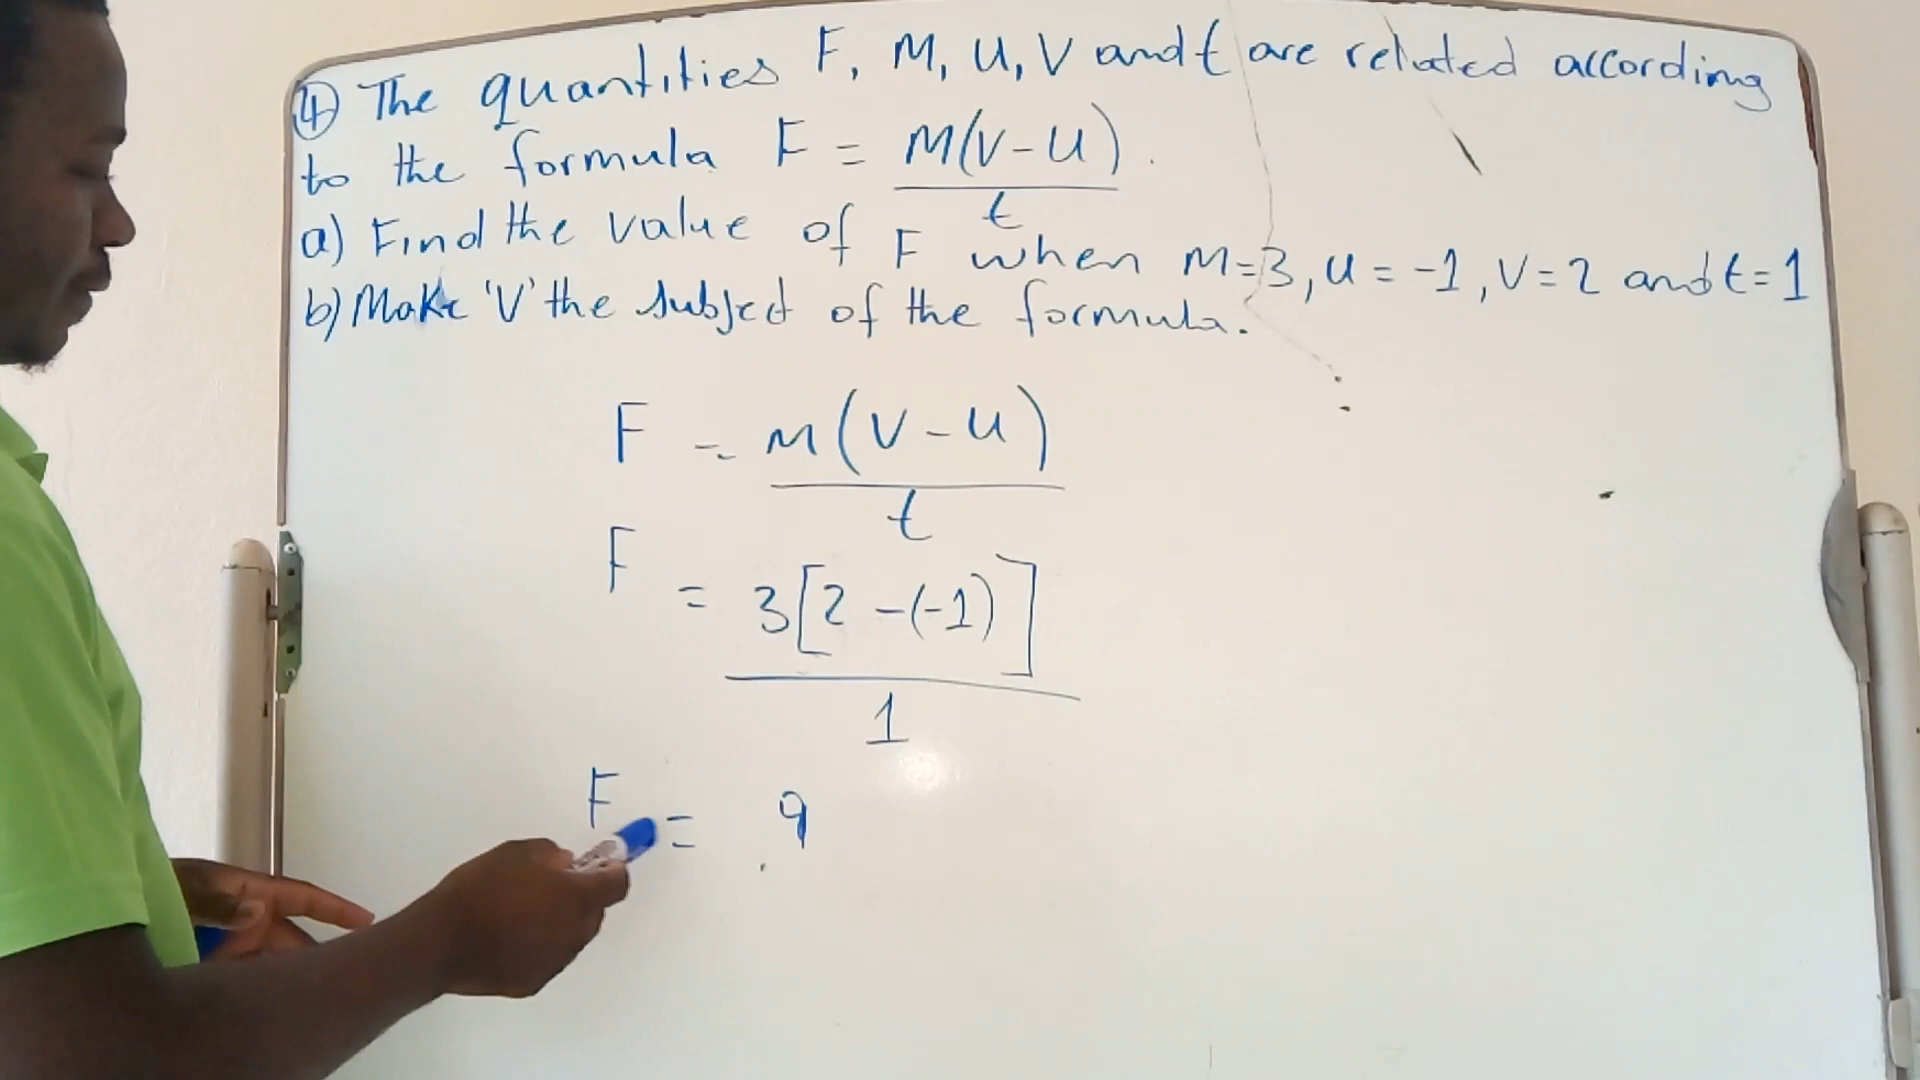 ④ The quantities F, M, U, V and t are related according
to the formula F = M(V-U).
t
a) Find the value of F when M=3, U = -1, V=2 and t=1
b) Make 'V' the subject of the formula.
F = M(V-U)
t
F = 3[2-(-1)]
1
F = 9